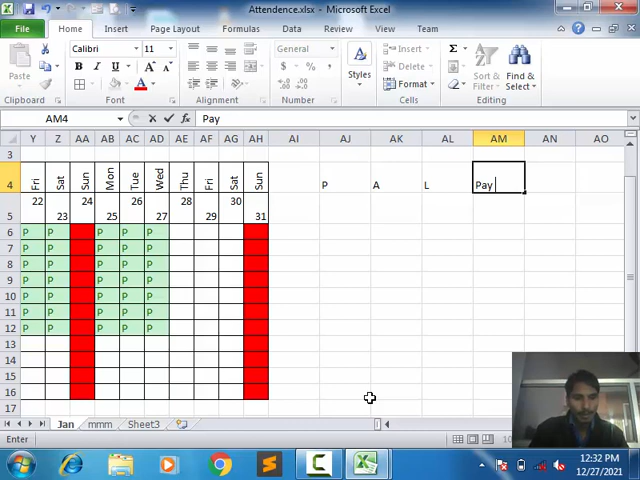 Attendence.xlsx - Microsoft Excel
File Home Insert Page Layout Formulas Data Review View
Paste Clipboard
Calibri 11 B I U A Font
Alignment
General $ % , Number
Styles
Insert Delete Format Cells
Σ Sort & Filter Find & Select Editing
AM4 fx Pay
Y Z AA AB AC AD AE AF AG AH AI AJ AK AL AM AN AO
3
4 Fri Sat Sun Mon Tue Wed Thu Fri Sat Sun P A L Pay
5 22 23 24 25 26 27 28 29 30 31
6 P P P P P
7 P P P P P
8 P P P P P
9 P P P P P
10 P P P P P
11 P P P P P
12 P P P P P
13
14
15
16
17
Jan mmm Sheet3
Enter
12:32 PM
12/27/2021